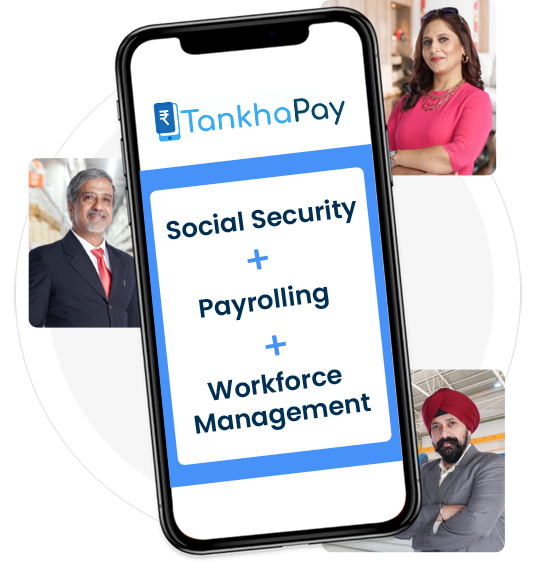 ₹ TankhaPay
Social Security
+
Payrolling
+
Workforce
Management